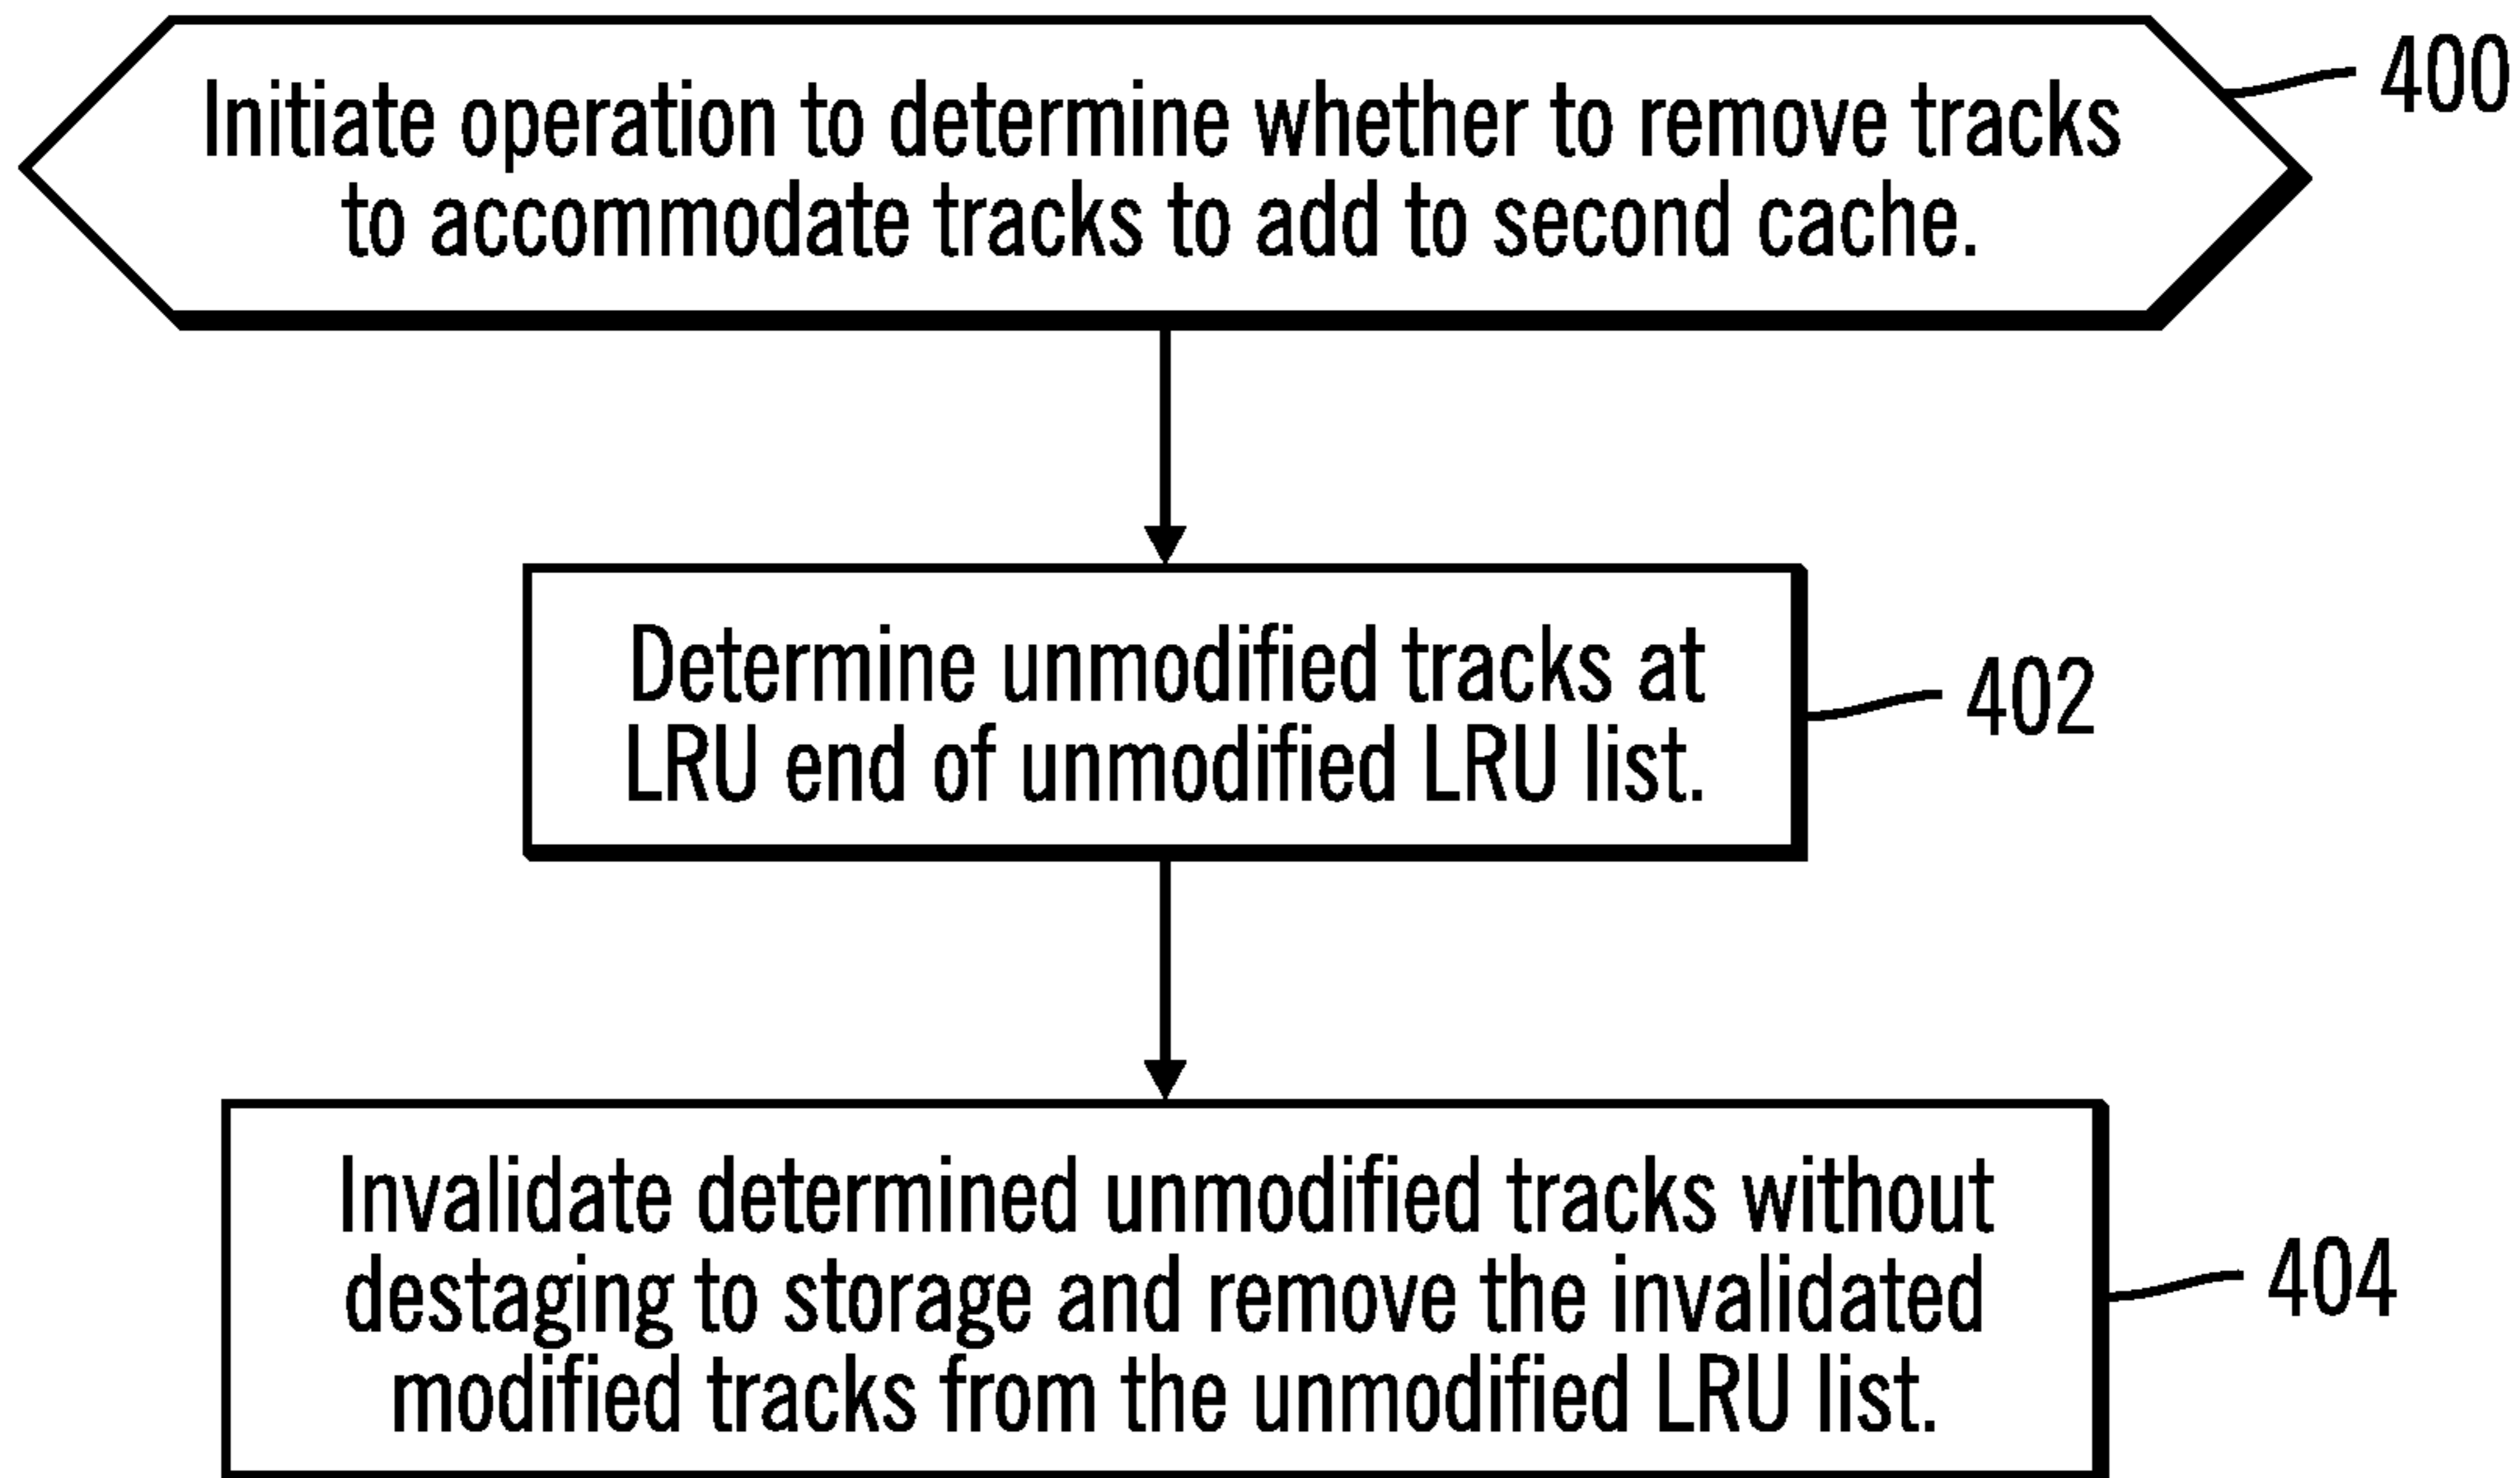 Initiate operation to determine whether to remove tracks
to accommodate tracks to add to second cache.
400
Determine unmodified tracks at
LRU end of unmodified LRU list.
402
Invalidate determined unmodified tracks without
destaging to storage and remove the invalidated
modified tracks from the unmodified LRU list.
404